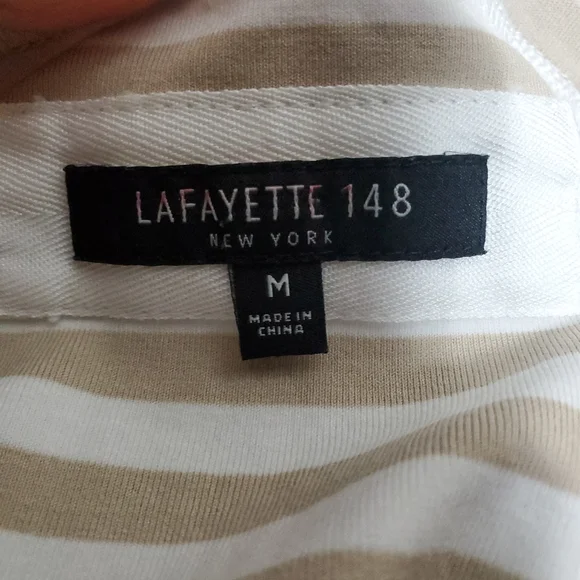 LAFAYETTE 148
NEW YORK
M
MADE IN
CHINA